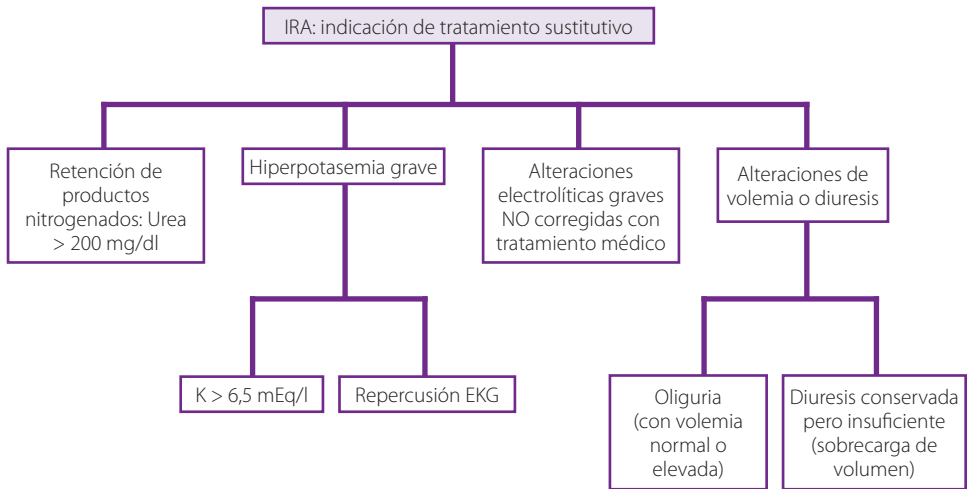 IRA: indicación de tratamiento sustitutivo
Retención de
productos
nitrogenados: Urea
> 200 mg/dl
Hiperpotasemia grave
Alteraciones
electrolíticas graves
NO corregidas con
tratamiento médico
Alteraciones de
volemia o diuresis
K > 6,5 mEq/l
Repercusión EKG
Oliguria
(con volemia
normal o
elevada)
Diuresis conservada
pero insuficiente
(sobrecarga de
volumen)